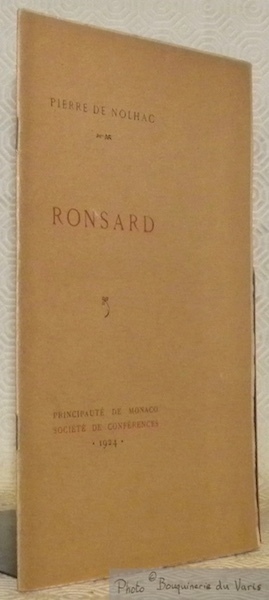 PIERRE DE NOLHAC
RONSARD
PRINCIPAUTÉ DE MONACO
SOCIÉTÉ DE CONFÉRENCES
• 1924 •
Photo © Bouquinerie du Varis